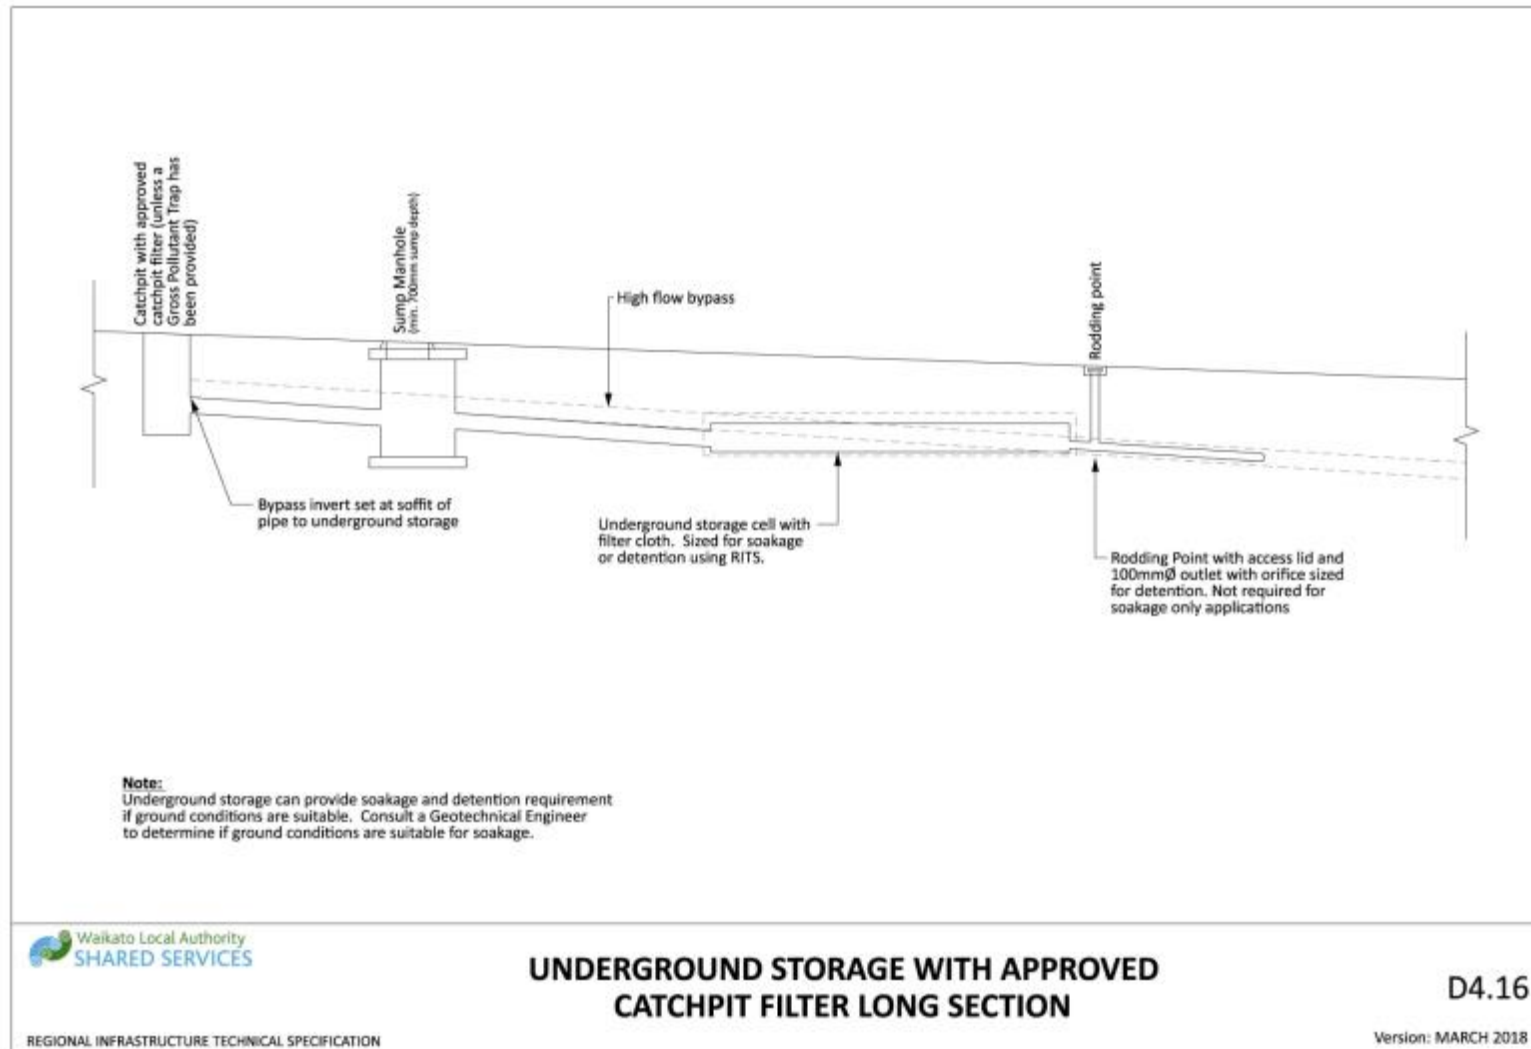 Catchpit with approved
catchpit filter (unless a
Gross Pollutant Trap has
been provided)
Sump Manhole
(min. 700mm sump depth)
High flow bypass
Rodding point
Bypass invert set at soffit of
pipe to underground storage
Underground storage cell with
filter cloth.  Sized for soakage
or detention using RITS.
Rodding Point with access lid and
100mmØ outlet with orifice sized
for detention. Not required for
soakage only applications
Note:
Underground storage can provide soakage and detention requirement
if ground conditions are suitable.  Consult a Geotechnical Engineer
to determine if ground conditions are suitable for soakage.
Waikato Local Authority
SHARED SERVICES
REGIONAL INFRASTRUCTURE TECHNICAL SPECIFICATION
UNDERGROUND STORAGE WITH APPROVED
CATCHPIT FILTER LONG SECTION
D4.16
Version: MARCH 2018